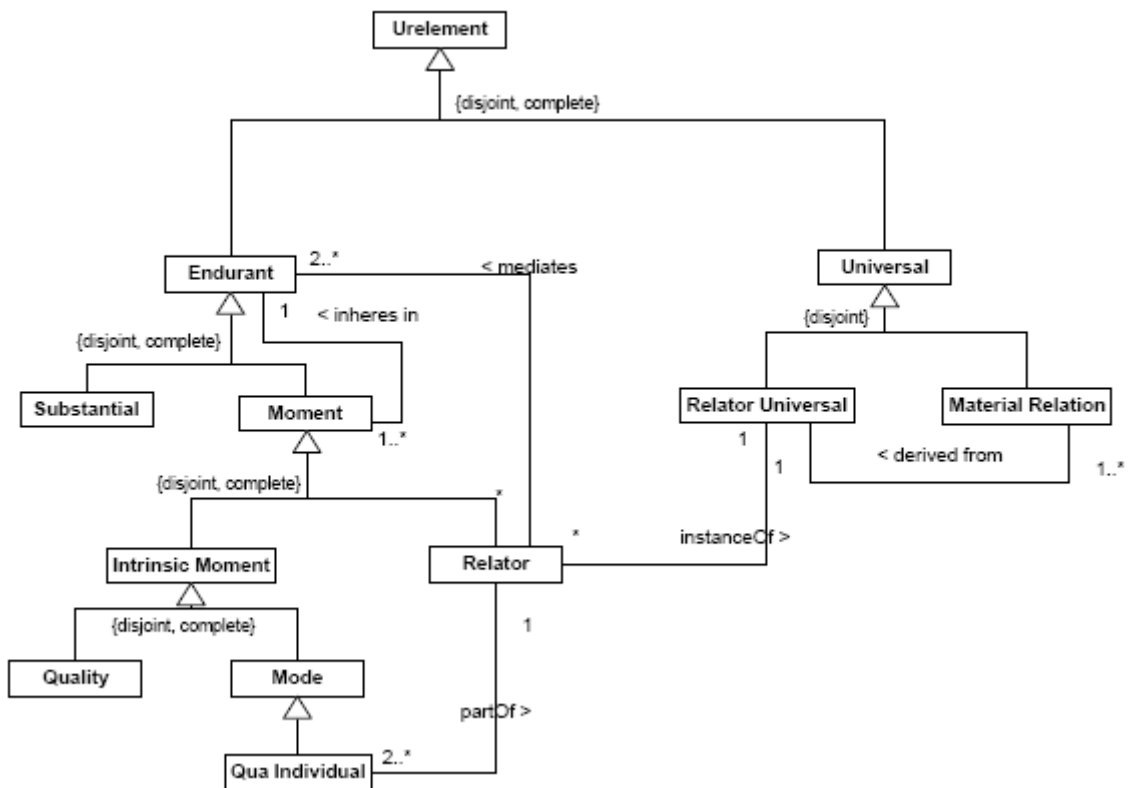 Urelement
{disjoint, complete}
Endurant
2..*
< mediates
Universal
1
< inheres in
{disjoint}
{disjoint, complete}
Substantial
Moment
1..*
Relator Universal
Material Relation
1
1
< derived from
1..*
{disjoint, complete}
*
Intrinsic Moment
Relator
*
instanceOf >
{disjoint, complete}
1
Quality
Mode
partOf >
Qua Individual
2..*